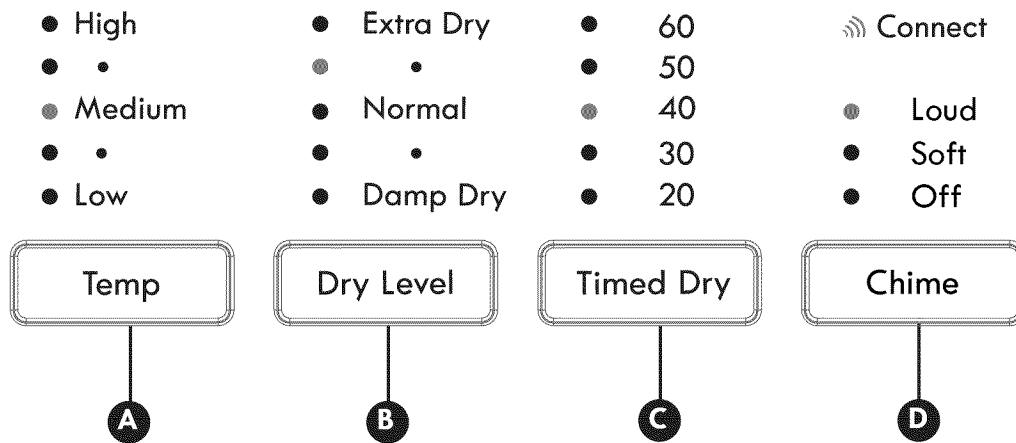 High
Medium
Low
Temp
A
Extra Dry
Normal
Damp Dry
Dry Level
B
60
50
40
30
20
Timed Dry
C
Connect
Loud
Soft
Off
Chime
D